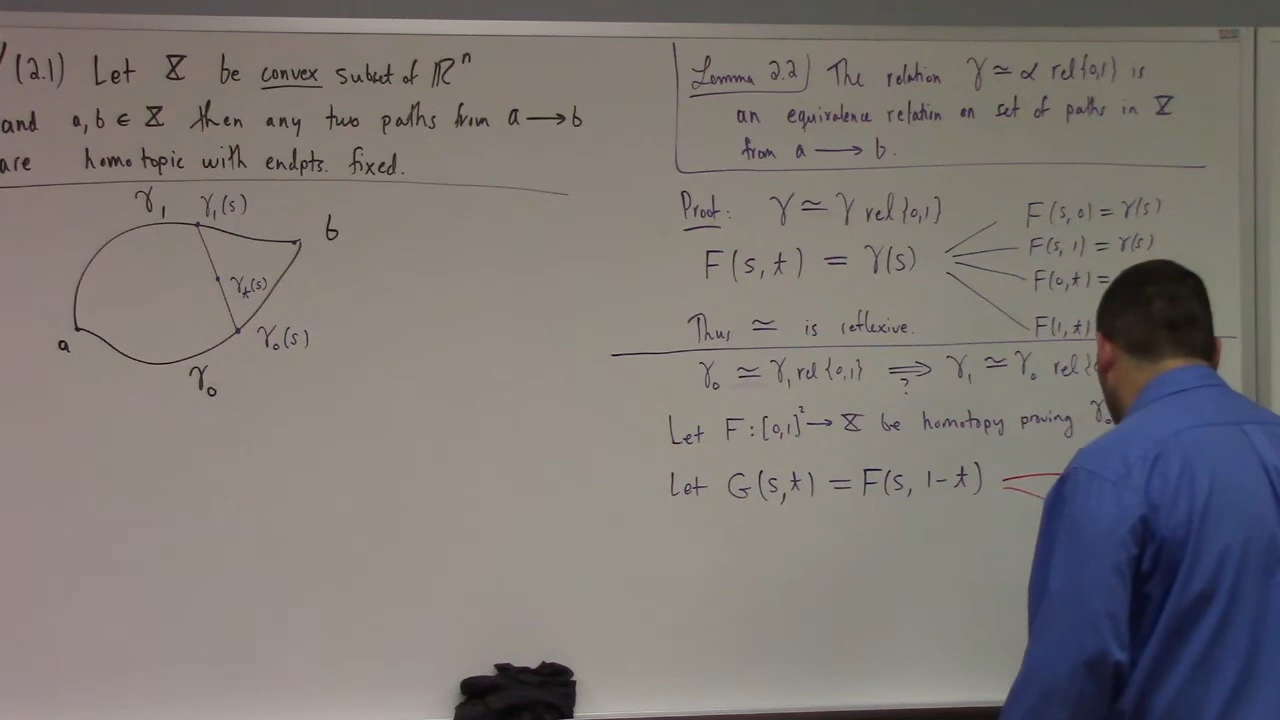 (2.1) Let X be convex subset of ℝⁿ
and a, b ∈ X then any two paths from a ⟶ b
are homotopic with endpts. fixed.
γ₁ γ₁(s)
b
γₜ(s)
a
γ₀(s)
γ₀
Lemma 2.2 The relation γ ≃ α rel{0,1} is
an equivalence relation on set of paths in X
from a ⟶ b.
Proof: γ ≃ γ rel{0,1}
F(s,t) = γ(s)
F(s,0) = γ(s)
F(s,1) = γ(s)
F(0,t) =
F(1,t)
Thus ≃ is reflexive.
γ₀ ≃ γ₁ rel{0,1} ⟹ γ₁ ≃ γ₀ rel{
?
Let F : [0,1]² → X be homotopy proving γ₀
Let G(s,t) = F(s, 1-t)